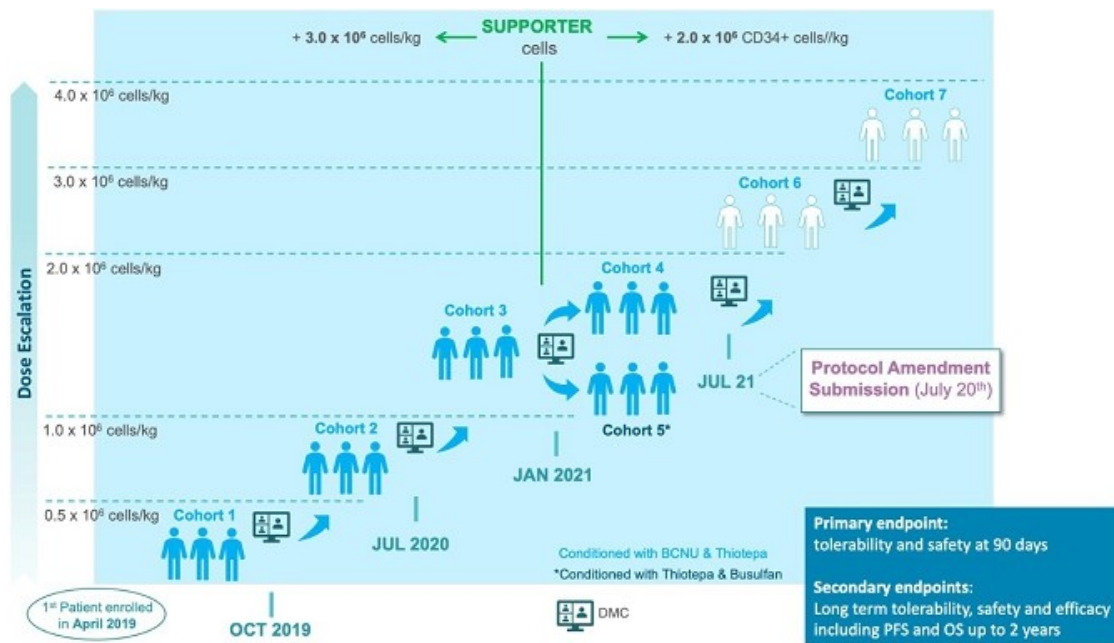 SUPPORTER
cells
+ 3.0 x 10⁶ cells/kg
+ 2.0 x 10⁶ CD34+ cells//kg
Dose Escalation
4.0 x 10⁶ cells/kg
Cohort 7
3.0 x 10⁶ cells/kg
Cohort 6
2.0 x 10⁶ cells/kg
Cohort 4
Cohort 3
JUL 21
Protocol Amendment
Submission (July 20th)
1.0 x 10⁶ cells/kg
Cohort 2
Cohort 5*
JAN 2021
0.5 x 10⁶ cells/kg
Cohort 1
JUL 2020
Conditioned with BCNU & Thiotepa
*Conditioned with Thiotepa & Busulfan
1st Patient enrolled
in April 2019
OCT 2019
DMC
Primary endpoint:
tolerability and safety at 90 days
Secondary endpoints:
Long term tolerability, safety and efficacy
including PFS and OS up to 2 years